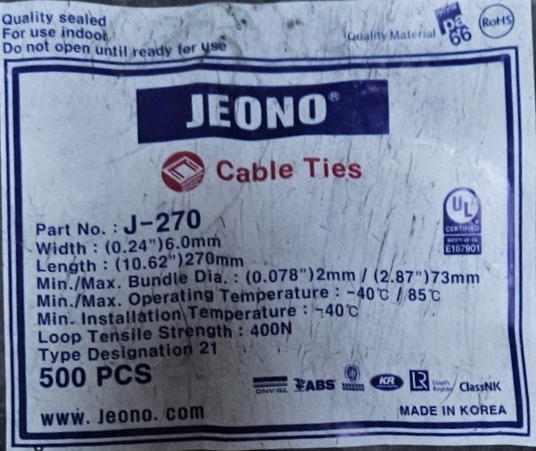 Quality sealed
For use indoor
Do not open until ready for use
Quality Material
pa
66
RoHS
JEONO®
Cable Ties
UL
CERTIFIED
E167901
Part No. : J-270
Width : (0.24")6.0mm
Length : (10.62")270mm
Min./Max. Bundle Dia. : (0.078")2mm / (2.87")73mm
Min./Max. Operating Temperature : -40℃ / 85℃
Min. Installation Temperature : -40℃
Loop Tensile Strength : 400N
Type Designation 21
500 PCS
DNV·GL
ABS
KR
LR
Lloyd's
Register
ClassNK
www. Jeono. com
MADE IN KOREA